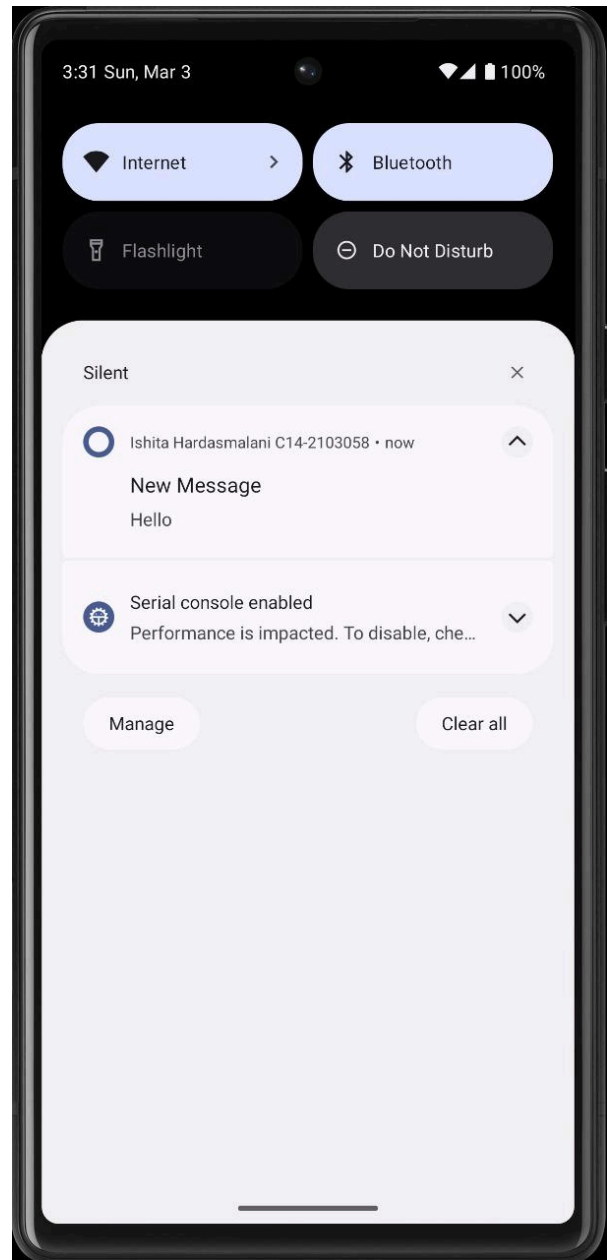 3:31 Sun, Mar 3 100%
Internet Bluetooth
Flashlight Do Not Disturb
Silent
Ishita Hardasmalani C14-2103058 • now
New Message
Hello
Serial console enabled
Performance is impacted. To disable, che...
Manage Clear all